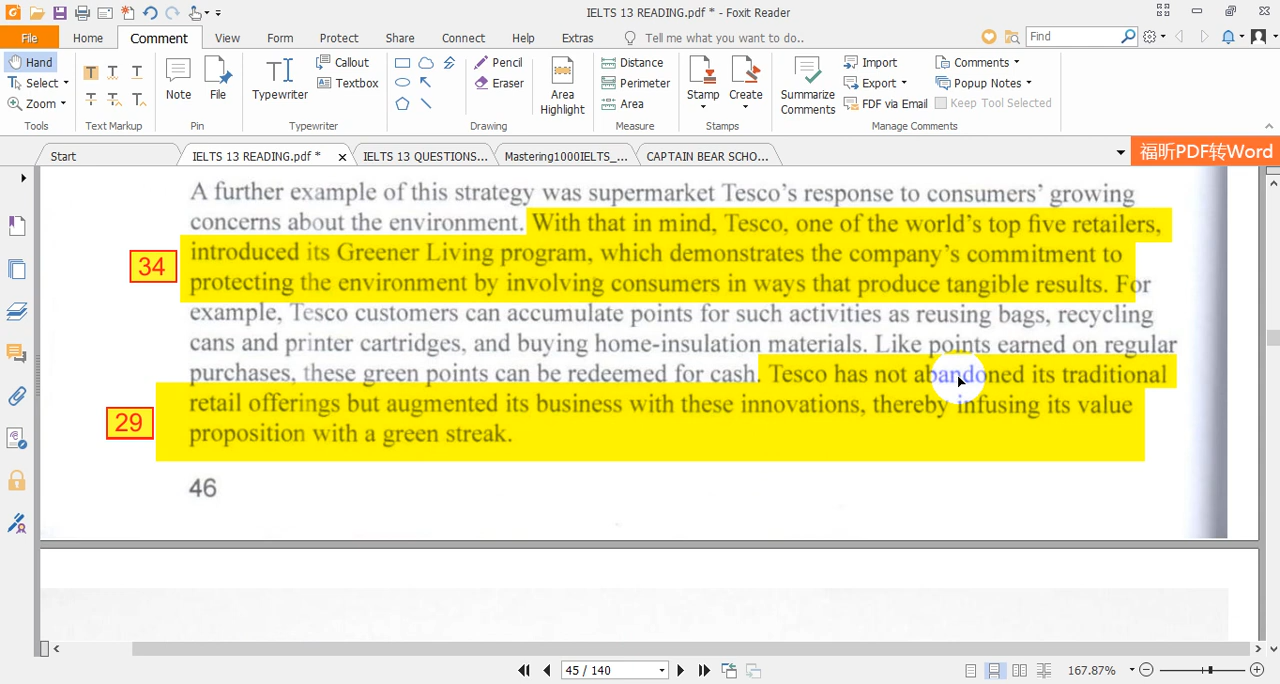 IELTS 13 READING.pdf * - Foxit Reader
File Home Comment View Form Protect Share Connect Help Extras Tell me what you want to do.. Find
Hand
Select
Zoom
Tools
Text Markup
Note
File
Pin
Typewriter
Callout
Textbox
Typewriter
Pencil
Eraser
Drawing
Area
Highlight
Distance
Perimeter
Area
Measure
Stamp
Create
Stamps
Summarize
Comments
Import
Export
FDF via Email
Comments
Popup Notes
Keep Tool Selected
Manage Comments
Start IELTS 13 READING.pdf * IELTS 13 QUESTIONS... Mastering1000IELTS_... CAPTAIN BEAR SCHO... 福昕PDF转Word
A further example of this strategy was supermarket Tesco's response to consumers' growing
concerns about the environment. With that in mind, Tesco, one of the world's top five retailers,
introduced its Greener Living program, which demonstrates the company's commitment to
34
protecting the environment by involving consumers in ways that produce tangible results. For
example, Tesco customers can accumulate points for such activities as reusing bags, recycling
cans and printer cartridges, and buying home-insulation materials. Like points earned on regular
purchases, these green points can be redeemed for cash. Tesco has not abandoned its traditional
retail offerings but augmented its business with these innovations, thereby infusing its value
29
proposition with a green streak.
46
45 / 140
167.87%